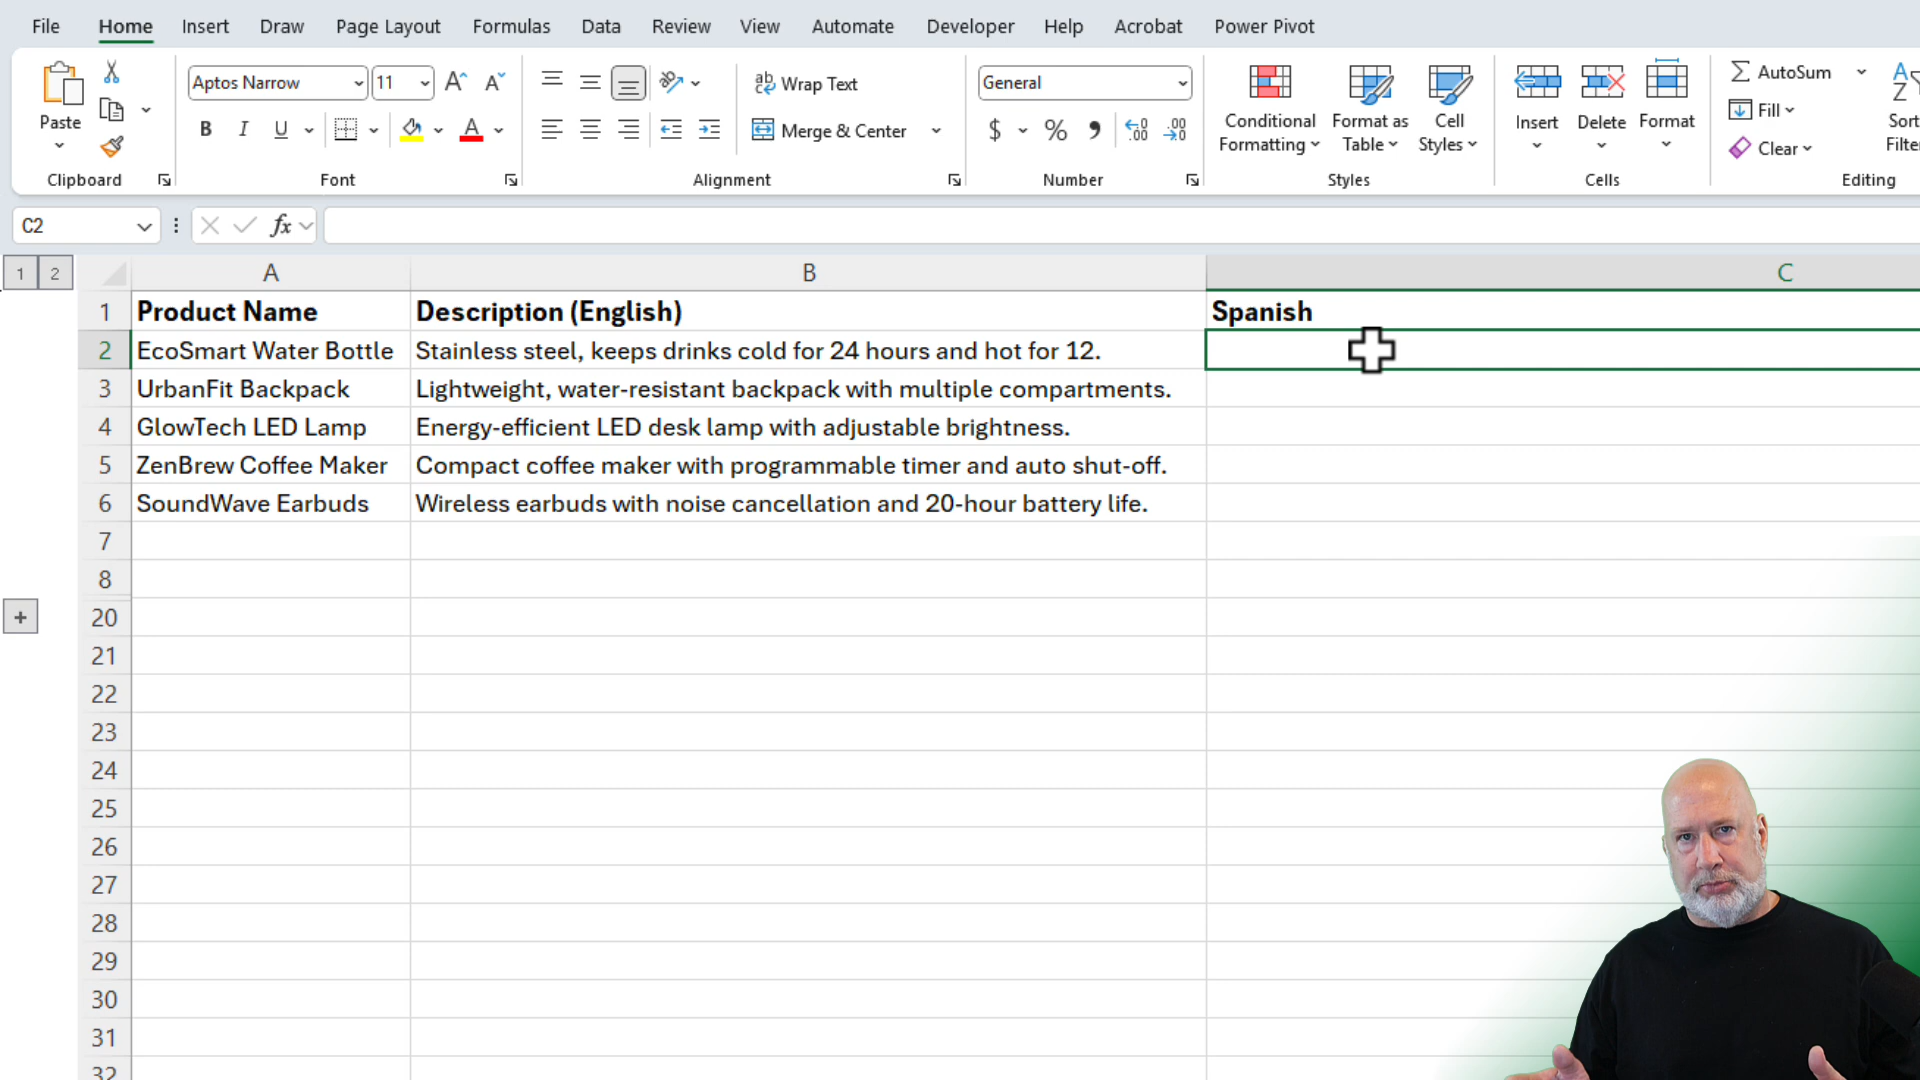 File Home Insert Draw Page Layout Formulas Data Review View Automate Developer Help Acrobat Power Pivot
Paste
Clipboard
Aptos Narrow 11 A A
B I U A
Font
ab Wrap Text
Merge & Center
Alignment
General
$ % , .00 .00
Number
Conditional Formatting
Format as Table
Cell Styles
Styles
Insert Delete Format
Cells
AutoSum
Fill
Clear
Editing
C2 fx
1 2 A B C
1 Product Name Description (English) Spanish
2 EcoSmart Water Bottle Stainless steel, keeps drinks cold for 24 hours and hot for 12.
3 UrbanFit Backpack Lightweight, water-resistant backpack with multiple compartments.
4 GlowTech LED Lamp Energy-efficient LED desk lamp with adjustable brightness.
5 ZenBrew Coffee Maker Compact coffee maker with programmable timer and auto shut-off.
6 SoundWave Earbuds Wireless earbuds with noise cancellation and 20-hour battery life.
7
8
20
21
22
23
24
25
26
27
28
29
30
31
32